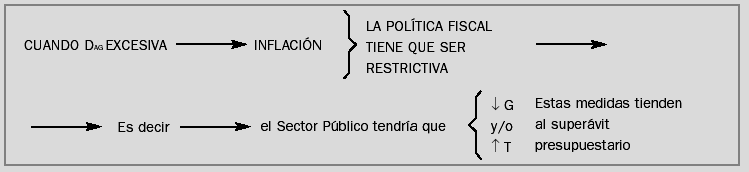 LA POLÍTICA FISCAL
CUANDO DAG EXCESIVA INFLACIÓN TIENE QUE SER
RESTRICTIVA
↓ G Estas medidas tienden
Es decir el Sector Público tendría que y/o al superávit
↑ T presupuestario